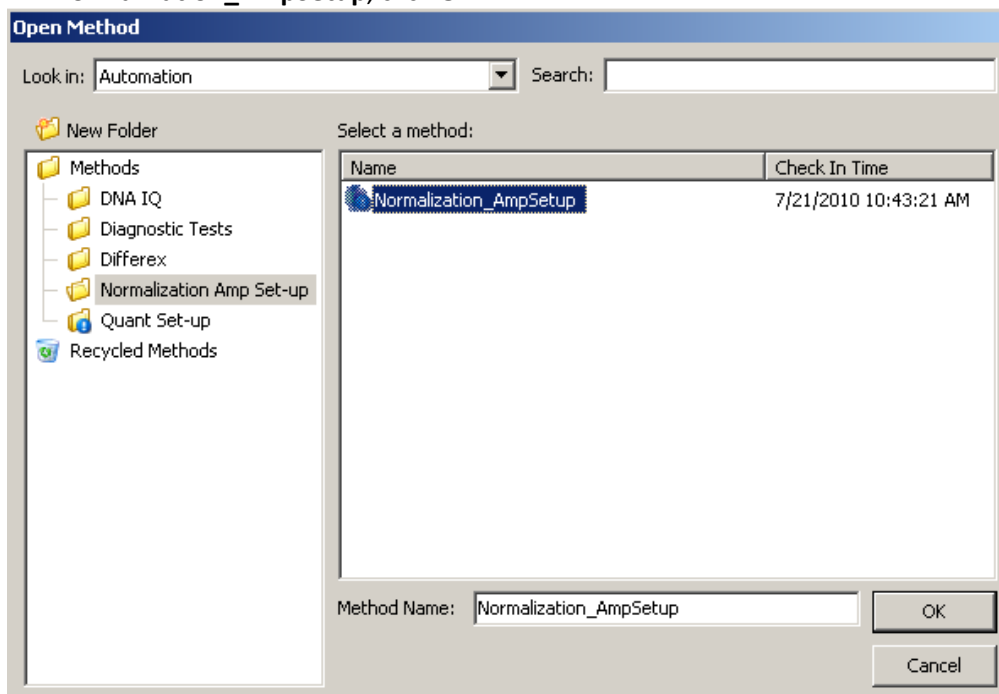 Open Method
Look in: Automation Search:
New Folder Select a method:
Methods
DNA IQ
Diagnostic Tests
Differex
Normalization Amp Set-up
Quant Set-up
Recycled Methods
Name Check In Time
Normalization_AmpSetup 7/21/2010 10:43:21 AM
Method Name: Normalization_AmpSetup OK
Cancel